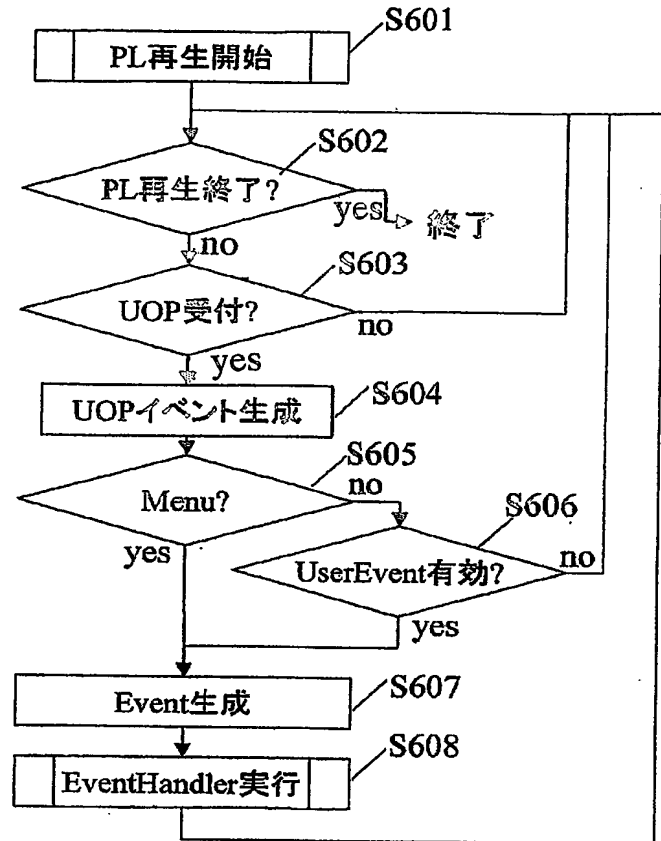 S601
PL再生開始
S602
PL再生終了?
yes
終了
no
S603
UOP受付?
no
yes
S604
UOPイベント生成
S605
Menu?
no
yes
S606
UserEvent有効?
no
yes
S607
Event生成
S608
EventHandler実行